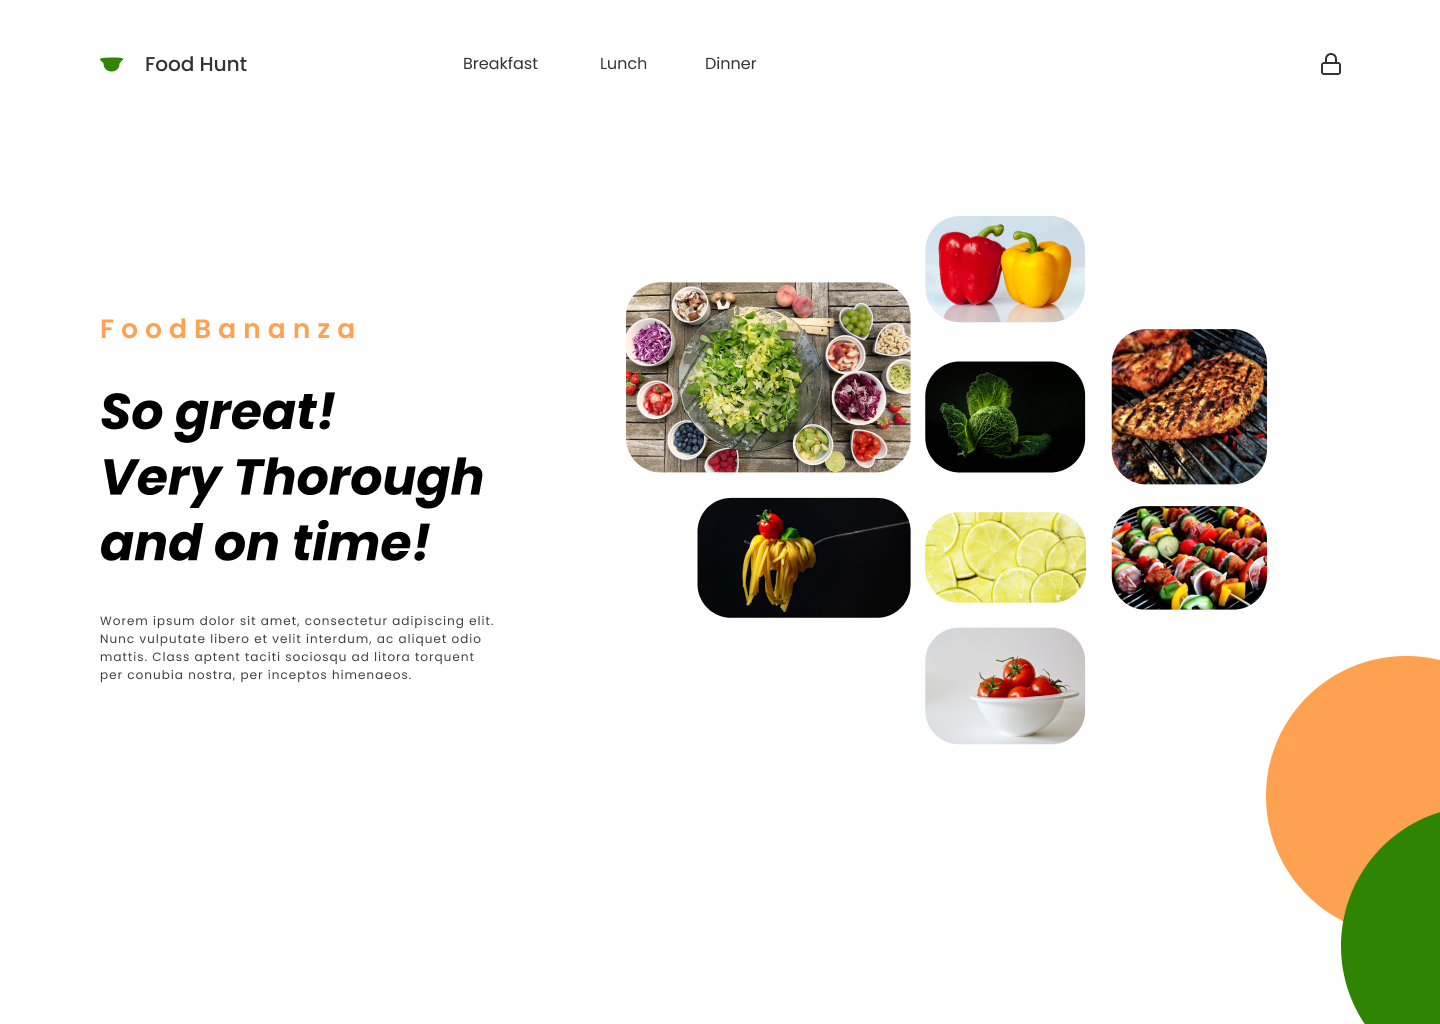 Food Hunt
Breakfast
Lunch
Dinner
FoodBananza
So great!
Very Thorough
and on time!
Worem ipsum dolor sit amet, consectetur adipiscing elit.
Nunc vulputate libero et velit interdum, ac aliquet odio
mattis. Class aptent taciti sociosqu ad litora torquent
per conubia nostra, per inceptos himenaeos.